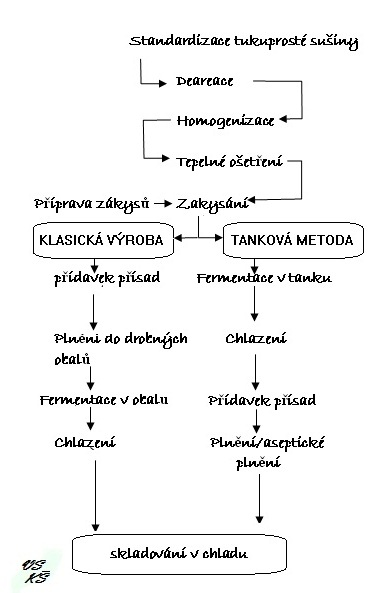 Standardizace tukuprosté sušiny
Deareace
Homogenizace
Tepelné ošetření
Příprava zákysů
Zakysání
KLASICKÁ VÝROBA
TANKOVÁ METODA
přídavek přísad
Fermentace v tanku
Plnění do drobných
obalů
Chlazení
Fermentace v obalu
Přídavek přísad
Chlazení
Plnění/aseptické
plnění
skladování v chladu
VS
KŠ